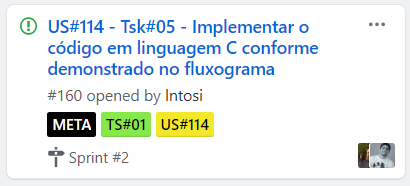 US#114 - Tsk#05 - Implementar o
código em linguagem C conforme
demonstrado no fluxograma
#160 opened by Intosi
META TS#01 US#114
Sprint #2